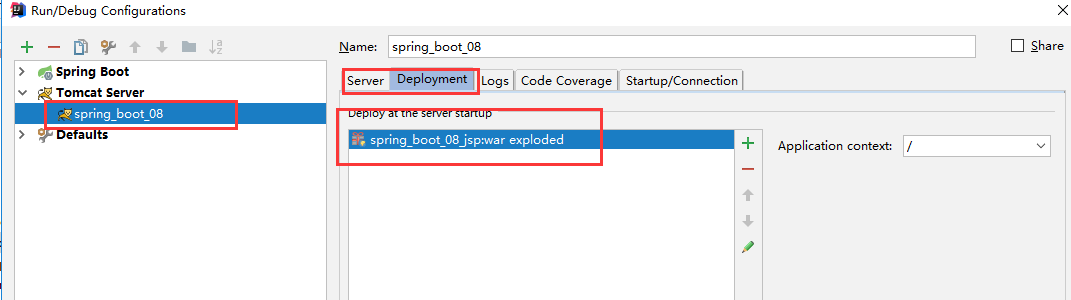 Run/Debug Configurations
Name: spring_boot_08
Share
Spring Boot
Tomcat Server
spring_boot_08
Defaults
Server Deployment Logs Code Coverage Startup/Connection
Deploy at the server startup
spring_boot_08_jsp:war exploded
Application context: /